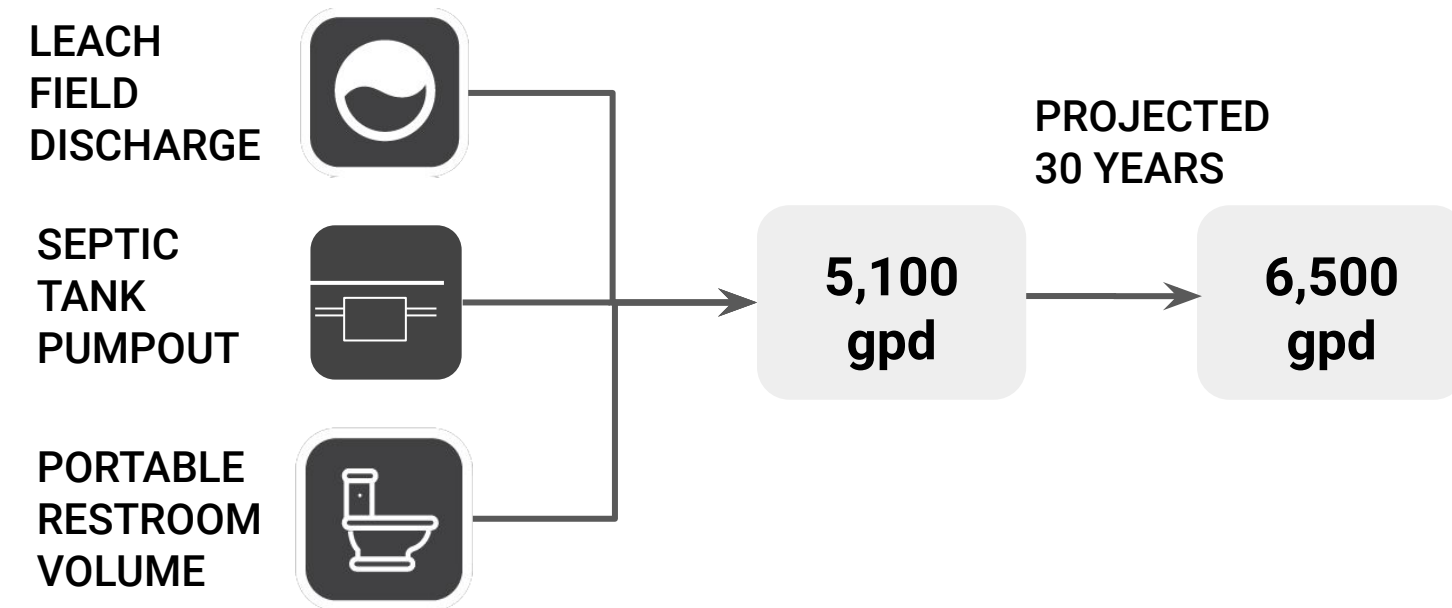 LEACH
FIELD
DISCHARGE
SEPTIC
TANK
PUMPOUT
PORTABLE
RESTROOM
VOLUME
5,100
gpd
PROJECTED
30 YEARS
6,500
gpd